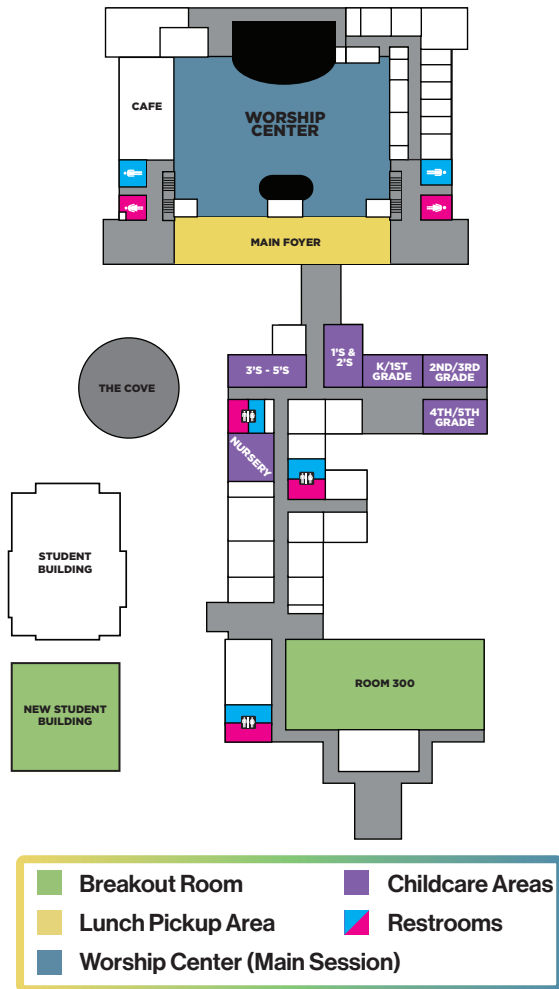 CAFE
WORSHIP
CENTER
MAIN FOYER
THE COVE
3'S - 5'S
1'S &
2'S
K/1ST
GRADE
2ND/3RD
GRADE
4TH/5TH
GRADE
NURSERY
STUDENT
BUILDING
NEW STUDENT
BUILDING
ROOM 300
Breakout Room
Childcare Areas
Lunch Pickup Area
Restrooms
Worship Center (Main Session)